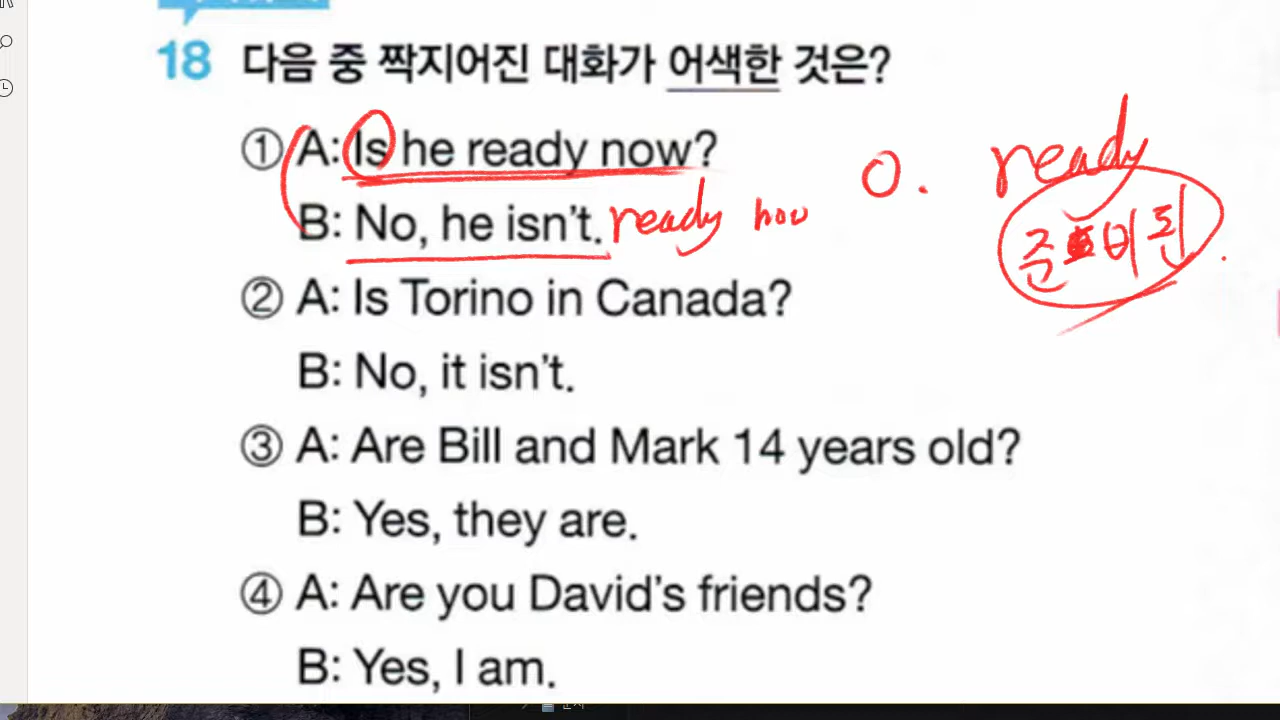 18 다음 중 짝지어진 대화가 어색한 것은?
① A: Is he ready now?
O. ready
B: No, he isn't. ready now
준비된.
② A: Is Torino in Canada?
B: No, it isn't.
③ A: Are Bill and Mark 14 years old?
B: Yes, they are.
④ A: Are you David's friends?
B: Yes, I am.